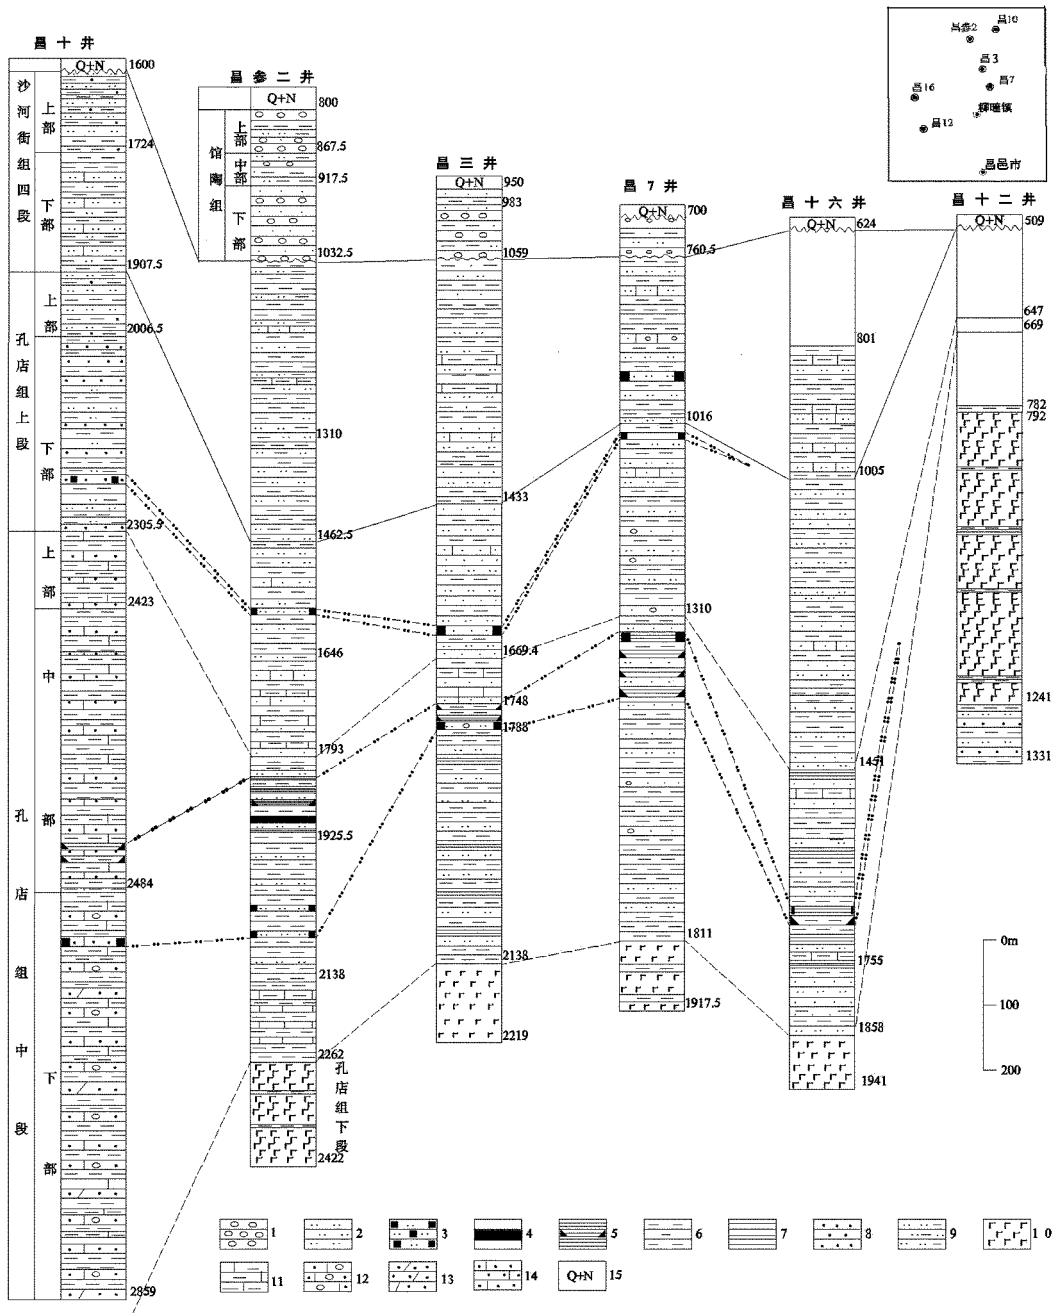 昌十井
Q+N
1600
沙河街组四段
上部
1724
下部
1907.5
孔店组上段
上部
2006.5
下部
2305.5
孔店组中段
上部
2423
中部
2484
下部
2859
昌参二井
Q+N
800
馆陶组
上部
867.5
中部
917.5
下部
1032.5
1310
1462.5
1646
1793
1925.5
2138
2262
孔店组下段
2422
昌三井
Q+N
950
983
1059
1433
1669.4
1748
1788
2138
2219
昌7井
Q+N
700
760.5
1016
1310
1811
1917.5
昌十六井
Q+N
624
801
1005
1451
1755
1858
1941
昌十二井
Q+N
509
647
669
782
792
1241
1331
昌10
昌参2
昌3
昌7
昌16
柳疃镇
昌12
昌邑市
0m
100
200
1
2
3
4
5
6
7
8
9
10
11
12
13
14
Q+N
15